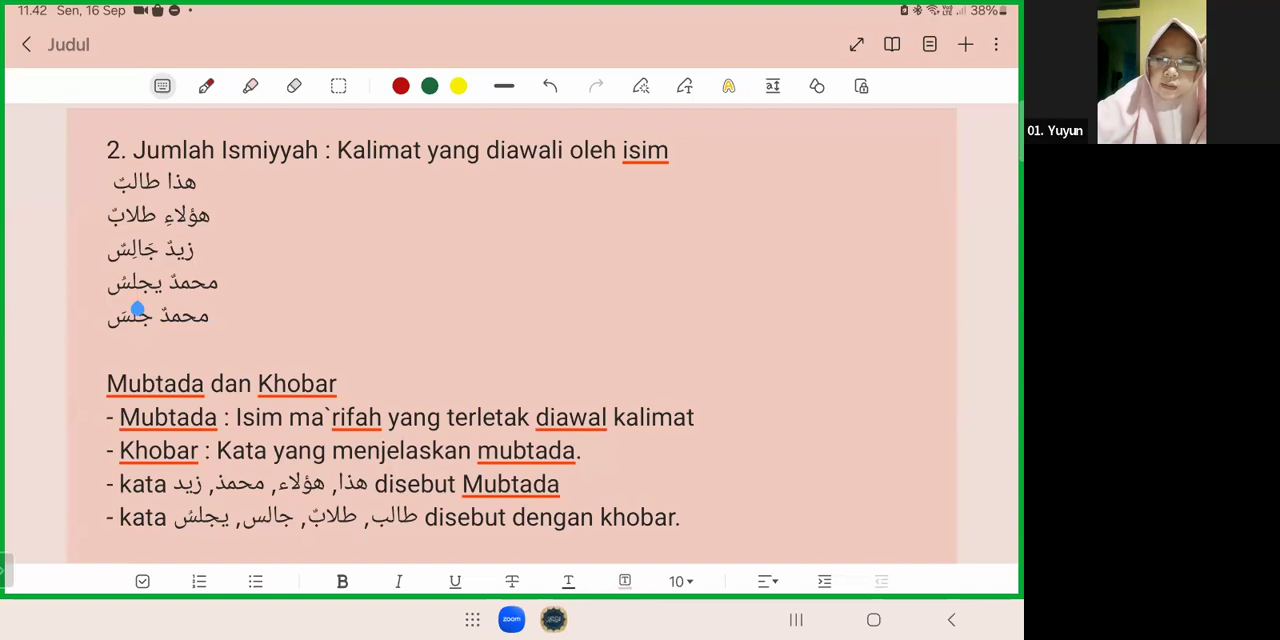 11.42 Sen, 16 Sep
38%
Judul
2. Jumlah Ismiyyah : Kalimat yang diawali oleh isim
هذا طالبٌ
هؤلاءِ طلابٌ
زيدٌ جَالِسٌ
محمدٌ يجلسُ
محمدٌ جَلَسَ
Mubtada dan Khobar
- Mubtada : Isim ma`rifah yang terletak diawal kalimat
- Khobar : Kata yang menjelaskan mubtada.
- kata هذا, هؤلاء, محمذ, زيد disebut Mubtada
- kata طالب, طلابٌ, جالس, يجلسُ disebut dengan khobar.
B I U T T 10
zoom
01. Yuyun